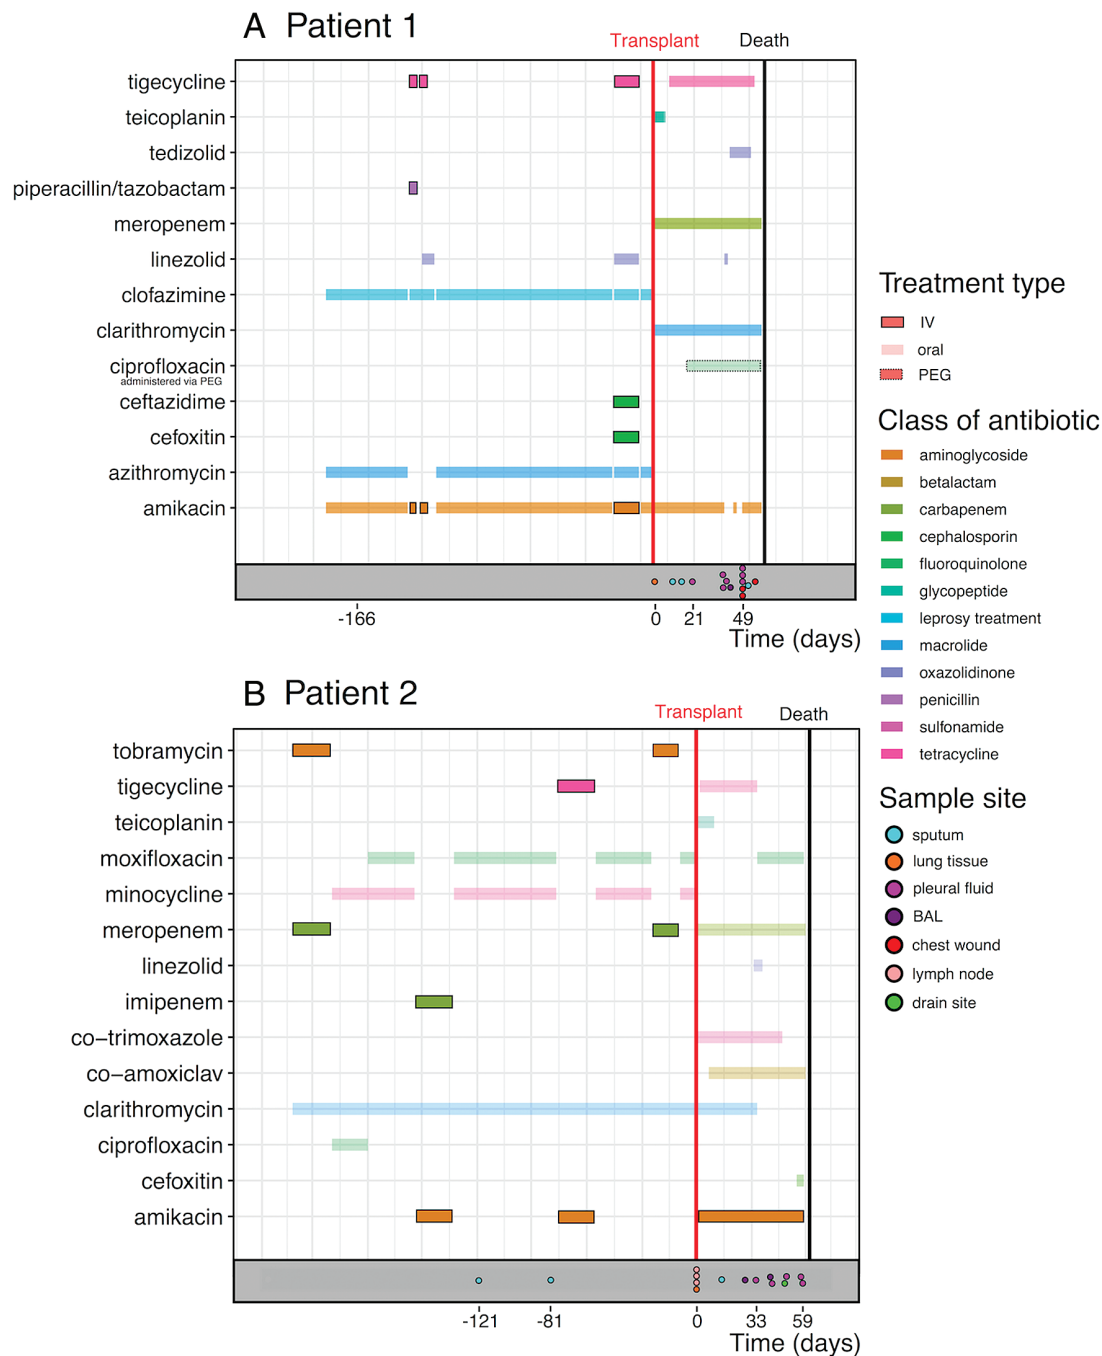 A Patient 1
Transplant
Death
tigecycline
teicoplanin
tedizolid
piperacillin/tazobactam
meropenem
linezolid
clofazimine
clarithromycin
ciprofloxacin
administered via PEG
ceftazidime
cefoxitin
azithromycin
amikacin
-166
0
21
49
Time (days)
B Patient 2
Transplant
Death
tobramycin
tigecycline
teicoplanin
moxifloxacin
minocycline
meropenem
linezolid
imipenem
co−trimoxazole
co−amoxiclav
clarithromycin
ciprofloxacin
cefoxitin
amikacin
-121
-81
0
33
59
Time (days)
Treatment type
IV
oral
PEG
Class of antibiotic
aminoglycoside
betalactam
carbapenem
cephalosporin
fluoroquinolone
glycopeptide
leprosy treatment
macrolide
oxazolidinone
penicillin
sulfonamide
tetracycline
Sample site
sputum
lung tissue
pleural fluid
BAL
chest wound
lymph node
drain site